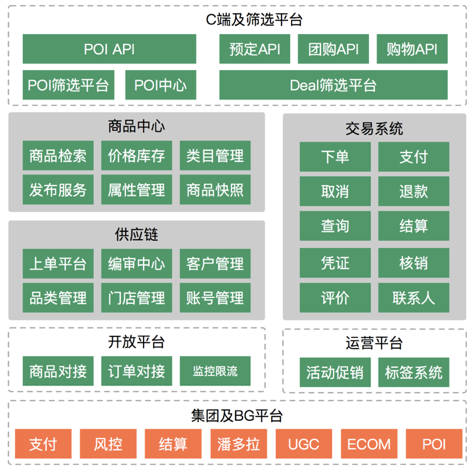 C端及筛选平台
POI API
预定API
团购API
购物API
POI筛选平台
POI中心
Deal筛选平台
商品中心
商品检索
价格库存
类目管理
发布服务
属性管理
商品快照
供应链
上单平台
编审中心
客户管理
品类管理
门店管理
账号管理
交易系统
下单
支付
取消
退款
查询
结算
凭证
核销
评价
联系人
开放平台
商品对接
订单对接
监控限流
运营平台
活动促销
标签系统
集团及BG平台
支付
风控
结算
潘多拉
UGC
ECOM
POI